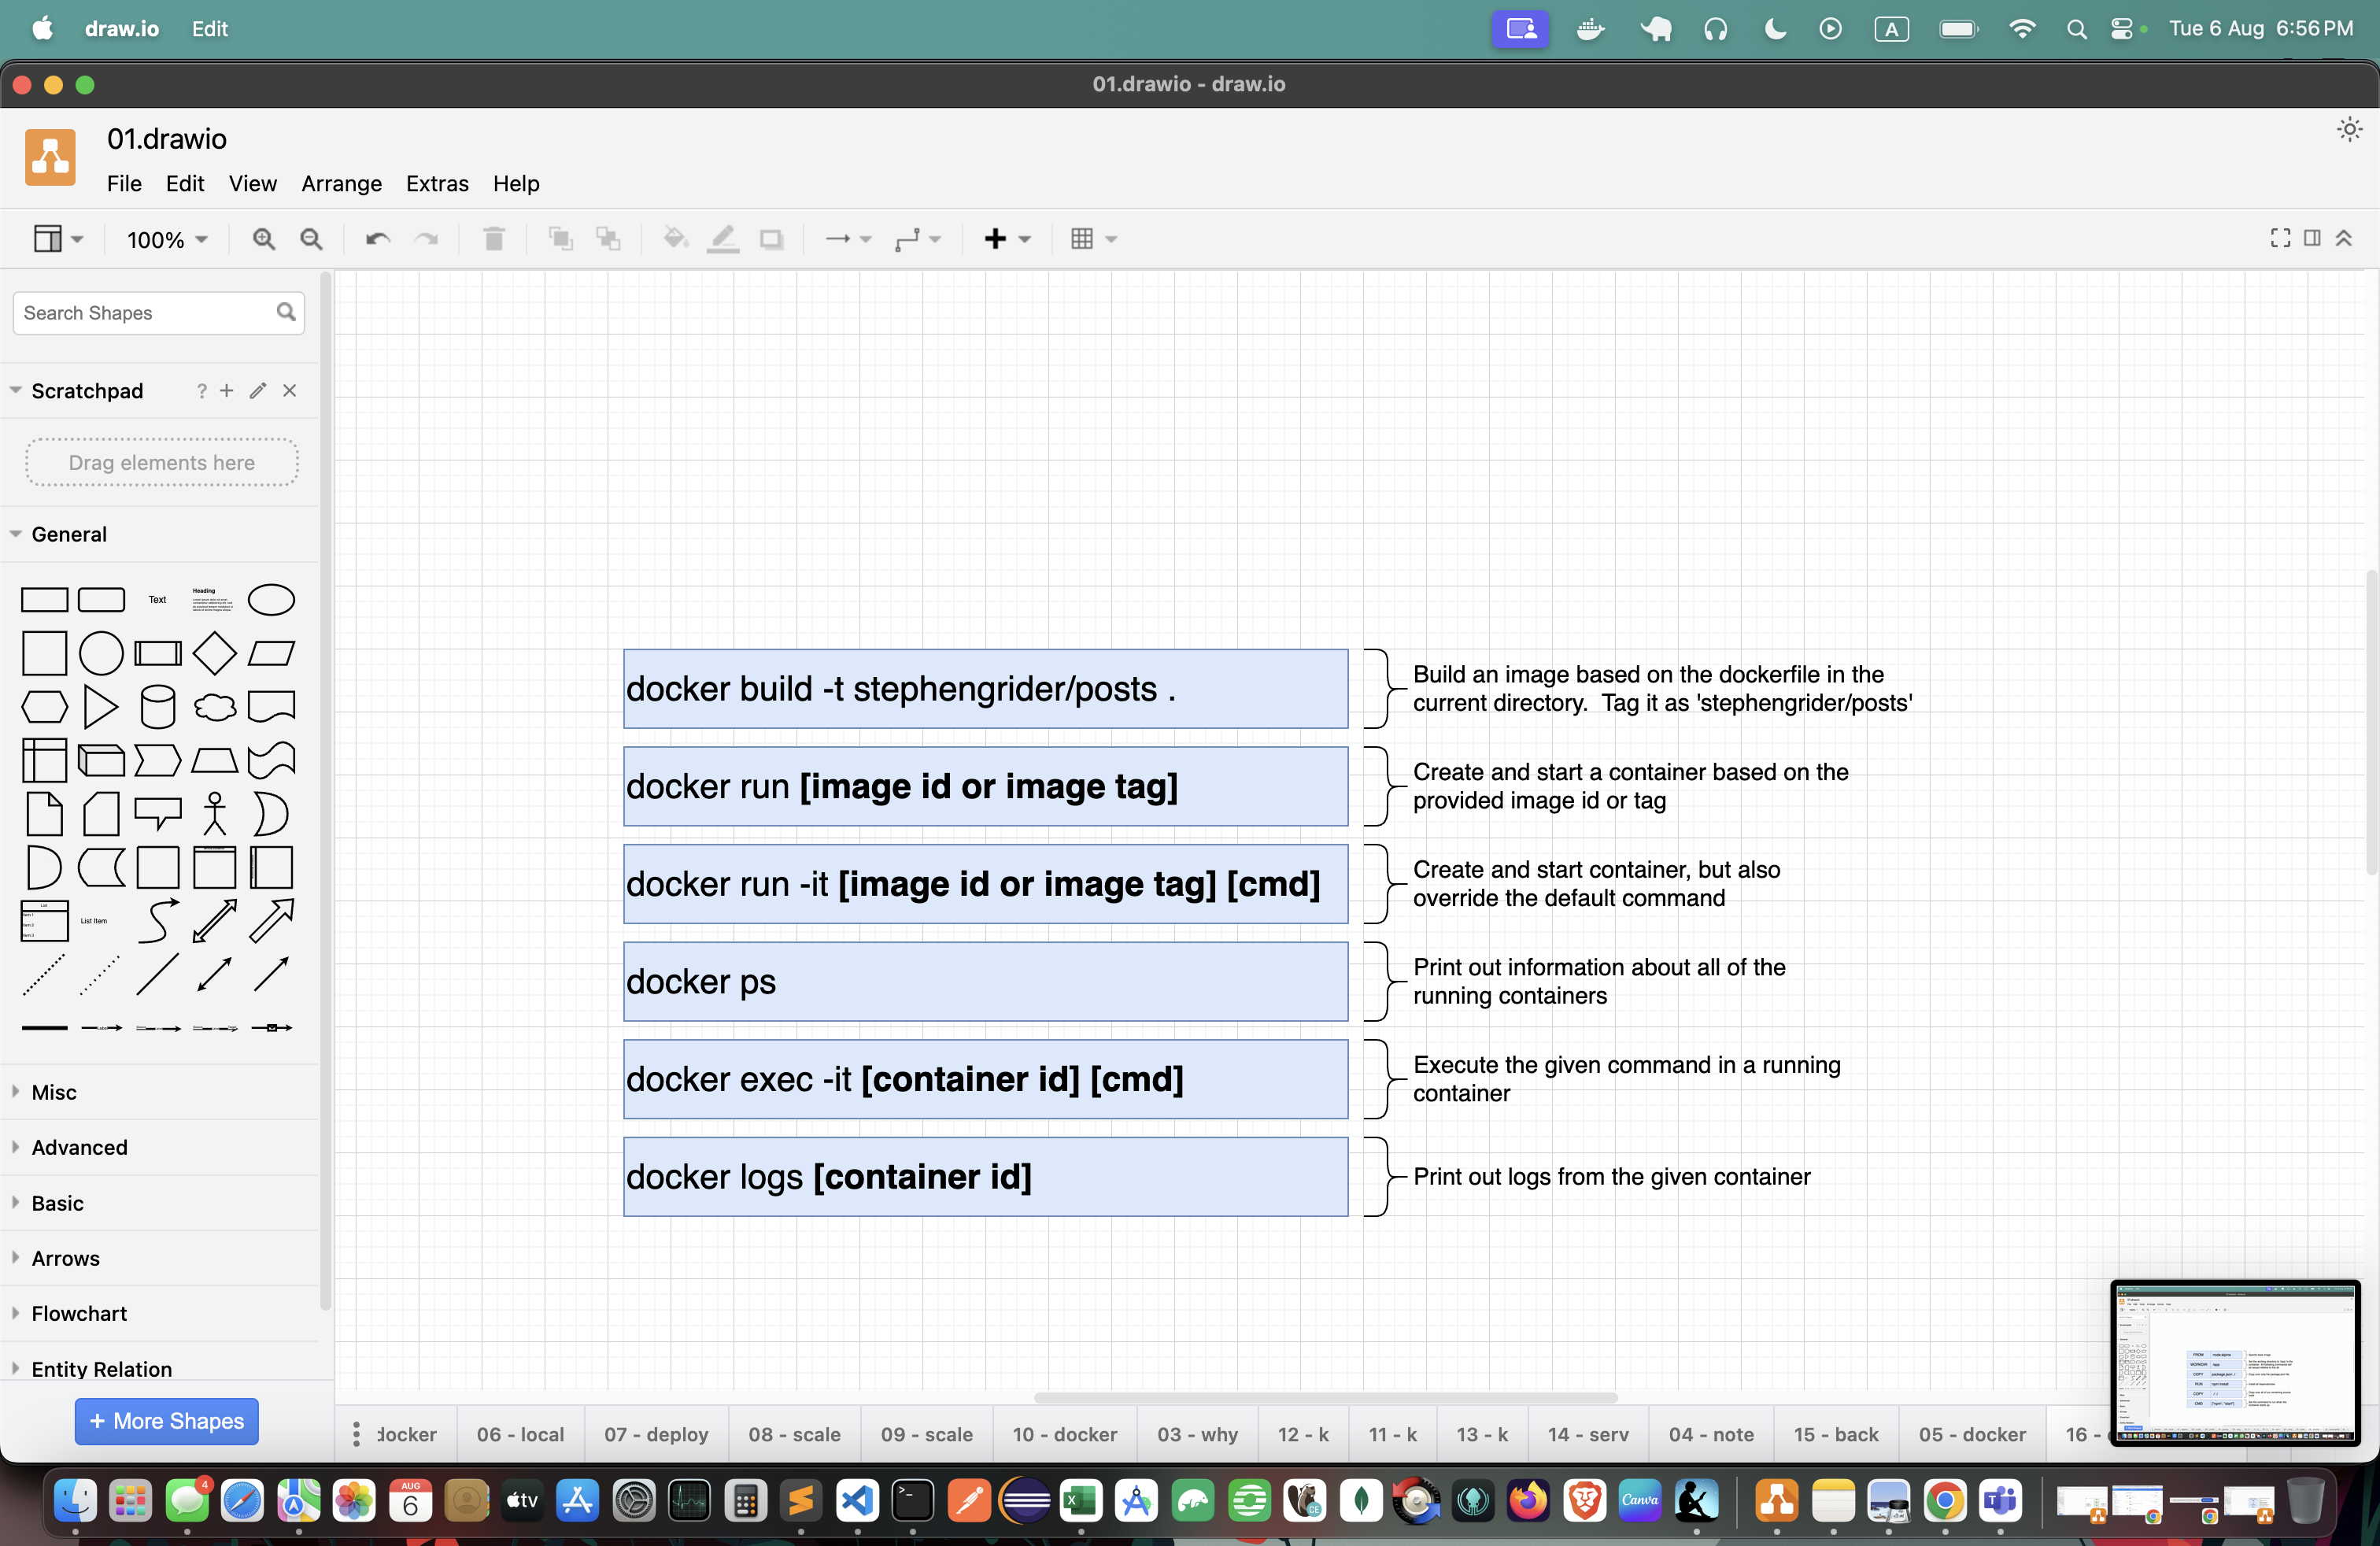 draw.io Edit
A
Tue 6 Aug 6:56 PM
01.drawio - draw.io
01.drawio
File Edit View Arrange Extras Help
100%
Search Shapes
Scratchpad ?
Drag elements here
General
Text
Heading
List
List Item
Misc
Advanced
Basic
Arrows
Flowchart
Entity Relation
+ More Shapes
docker build -t stephengrider/posts .
Build an image based on the dockerfile in the
current directory. Tag it as 'stephengrider/posts'
docker run [image id or image tag]
Create and start a container based on the
provided image id or tag
docker run -it [image id or image tag] [cmd]
Create and start container, but also
override the default command
docker ps
Print out information about all of the
running containers
docker exec -it [container id] [cmd]
Execute the given command in a running
container
docker logs [container id]
Print out logs from the given container
docker
06 - local
07 - deploy
08 - scale
09 - scale
10 - docker
03 - why
12 - k
11 - k
13 - k
14 - serv
04 - note
15 - back
05 - docker
16 -
4
AUG
6
tv
CE
Canva